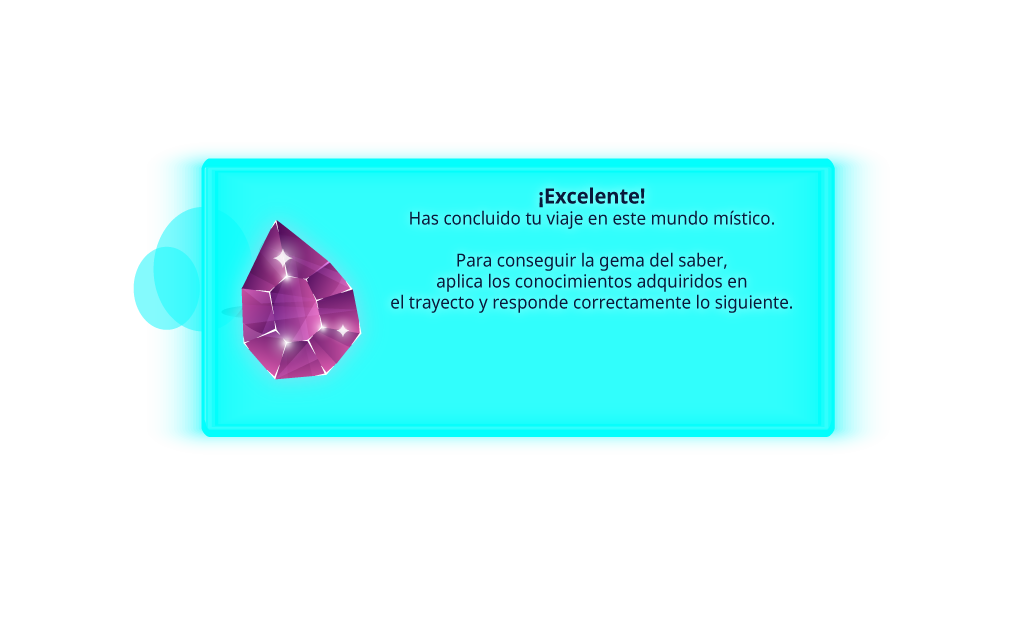 ¡Excelente!
Has concluido tu viaje en este mundo místico.
Para conseguir la gema del saber,
aplica los conocimientos adquiridos en
el trayecto y responde correctamente lo siguiente.